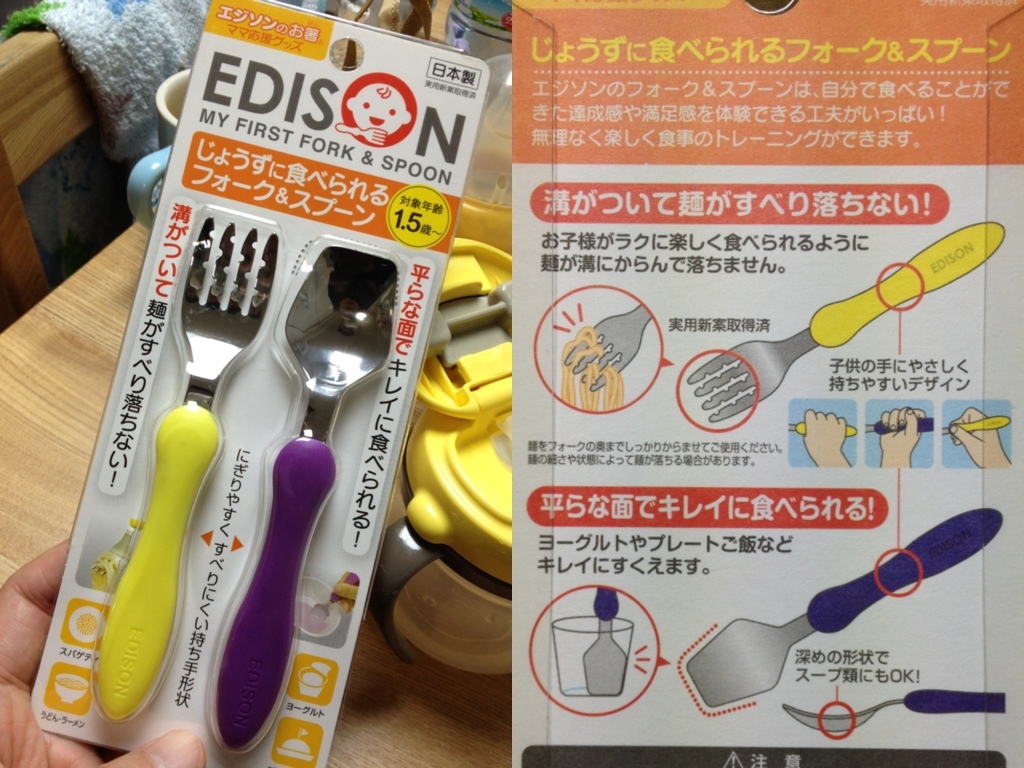 エジソンのお箸
ママ応援グッズ
日本製
実用新案取得済
EDISON
MY FIRST FORK & SPOON
じょうずに食べられる
フォーク&スプーン
対象年齢
1.5歳～
溝がついて麺がすべり落ちない!
平らな面でキレイに食べられる!
にぎりやすくすべりにくい持ち手形状
EDISON
EDISON
スパゲティ
うどん・ラーメン
ヨーグルト
じょうずに食べられるフォーク&スプーン
エジソンのフォーク&スプーンは、自分で食べることがで
きた達成感や満足感を体験できる工夫がいっぱい!
無理なく楽しく食事のトレーニングができます。
溝がついて麺がすべり落ちない!
お子様がラクに楽しく食べられるように
麺が溝にからんで落ちません。
EDISON
実用新案取得済
子供の手にやさしく
持ちやすいデザイン
麺をフォークの奥までしっかりからませてご使用ください。
麺の細さや状態によって麺が落ちる場合があります。
平らな面でキレイに食べられる!
ヨーグルトやプレートご飯など
キレイにすくえます。
EDISON
深めの形状で
スープ類にもOK!
注 意